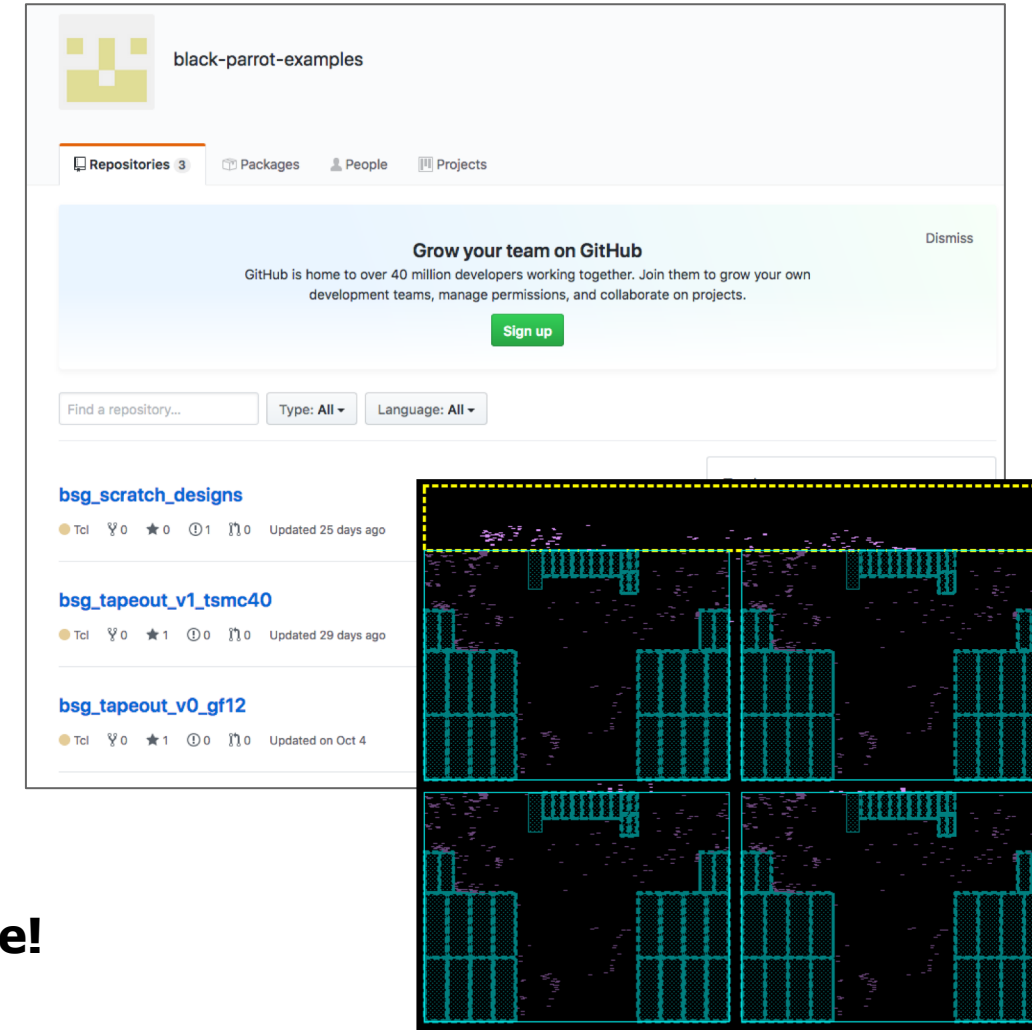 black-parrot-examples
Repositories 3 Packages People Projects
Dismiss
Grow your team on GitHub
GitHub is home to over 40 million developers working together. Join them to grow your own
development teams, manage permissions, and collaborate on projects.
Sign up
Find a repository... Type: All Language: All
bsg_scratch_designs
Tcl 0 0 1 0 Updated 25 days ago
bsg_tapeout_v1_tsmc40
Tcl 0 1 0 0 Updated 29 days ago
bsg_tapeout_v0_gf12
Tcl 0 1 0 0 Updated on Oct 4
e!